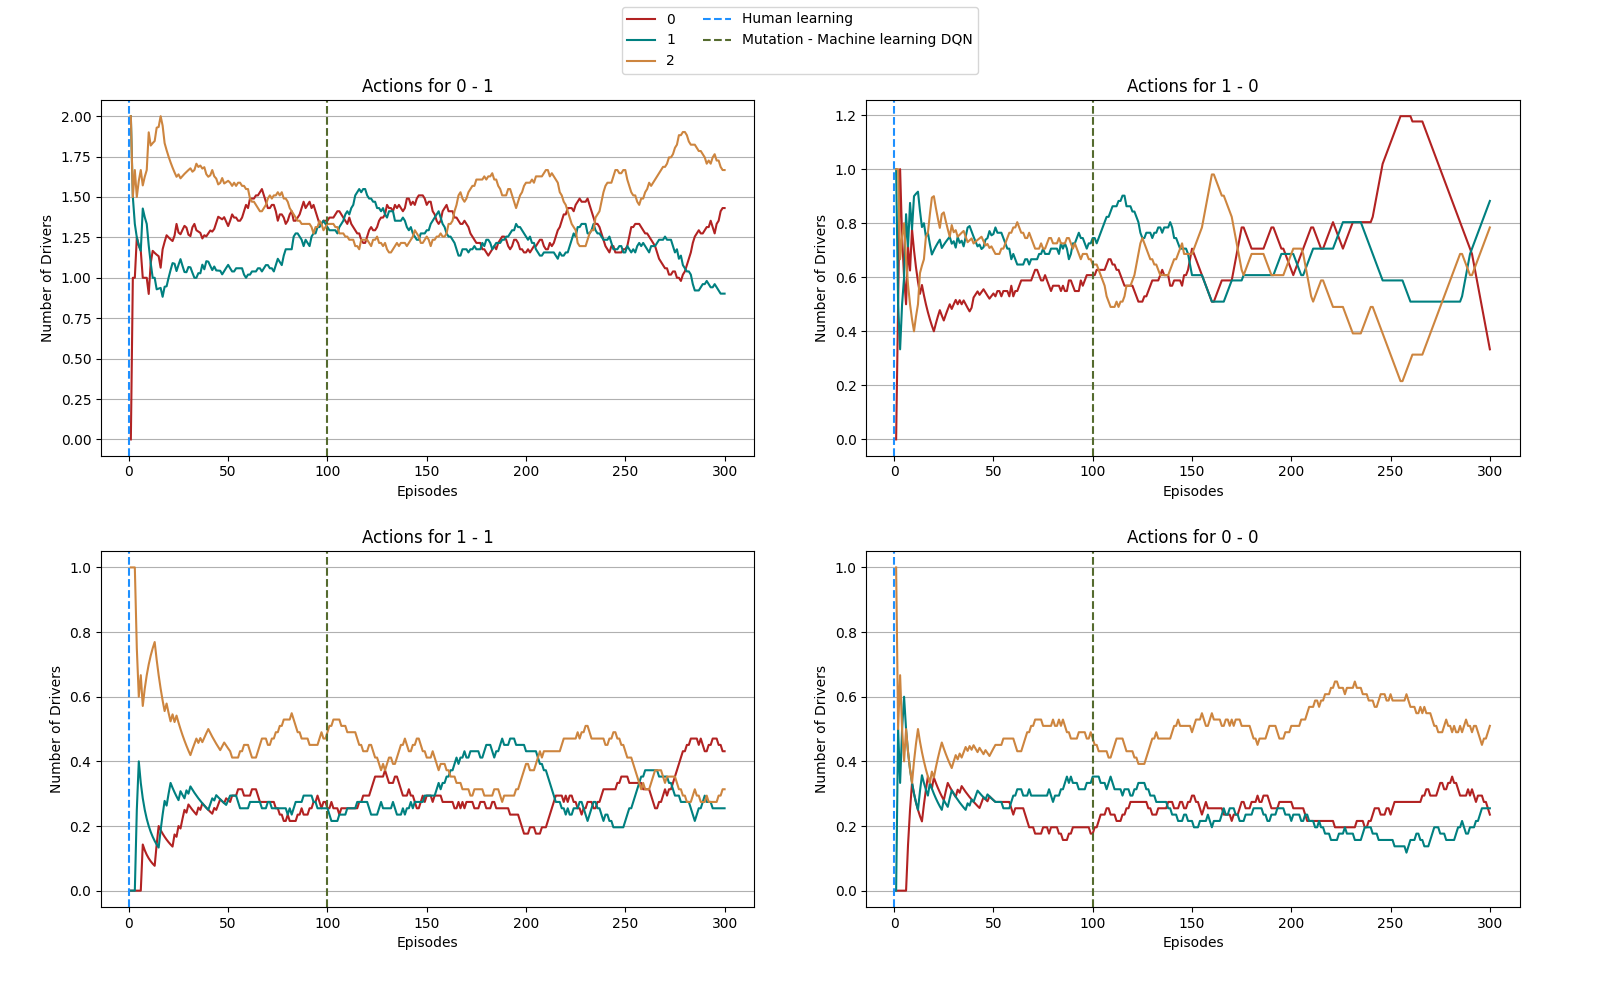 0
1
2
Human learning
Mutation - Machine learning DQN
Actions for 0 - 1
Number of Drivers
2.00
1.75
1.50
1.25
1.00
0.75
0.50
0.25
0.00
0 50 100 150 200 250 300
Episodes
Actions for 1 - 0
Number of Drivers
1.2
1.0
0.8
0.6
0.4
0.2
0.0
0 50 100 150 200 250 300
Episodes
Actions for 1 - 1
Number of Drivers
1.0
0.8
0.6
0.4
0.2
0.0
0 50 100 150 200 250 300
Episodes
Actions for 0 - 0
Number of Drivers
1.0
0.8
0.6
0.4
0.2
0.0
0 50 100 150 200 250 300
Episodes